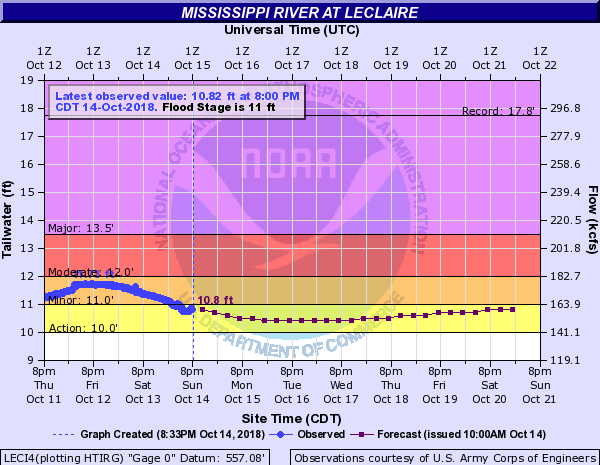 MISSISSIPPI RIVER AT LECLAIRE
Universal Time (UTC)
1Z 1Z 1Z 1Z 1Z 1Z 1Z 1Z 1Z 1Z 1Z
Oct 12 Oct 13 Oct 14 Oct 15 Oct 16 Oct 17 Oct 18 Oct 19 Oct 20 Oct 21 Oct 22
Latest observed value: 10.82 ft at 8:00 PM
CDT 14-Oct-2018. Flood Stage is 11 ft
Record: 17.8'
Major: 13.5'
Moderate: 12.0'
Minor: 11.0'
10.8 ft
Action: 10.0'
NOAA
NATIONAL OCEANIC AND ATMOSPHERIC ADMINISTRATION
U.S. DEPARTMENT OF COMMERCE
Tailwater (ft)
19
18
17
16
15
14
13
12
11
10
9
Flow (kcfs)
296.8
277.9
258.6
239.4
220.5
201.8
182.7
163.9
141.1
119.1
8pm 8pm 8pm 8pm 8pm 8pm 8pm 8pm 8pm 8pm 8pm
Thu Fri Sat Sun Mon Tue Wed Thu Fri Sat Sun
Oct 11 Oct 12 Oct 13 Oct 14 Oct 15 Oct 16 Oct 17 Oct 18 Oct 19 Oct 20 Oct 21
Site Time (CDT)
Graph Created (8:33PM Oct 14, 2018) Observed Forecast (issued 10:00AM Oct 14)
LECI4(plotting HTIRG) "Gage 0" Datum: 557.08'
Observations courtesy of U.S. Army Corps of Engineers